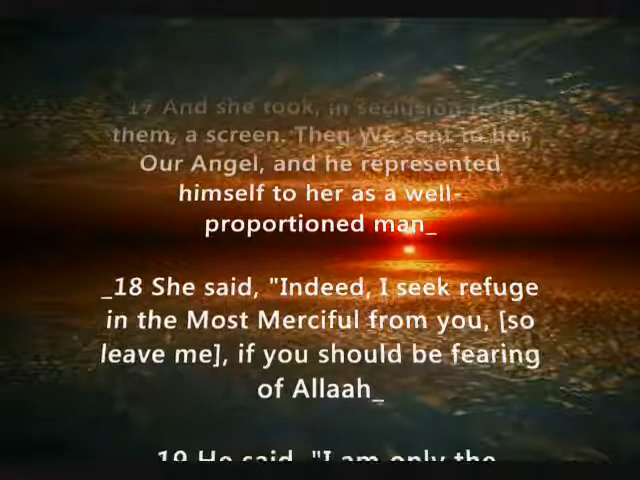 17 And she took, in seclusion from
them, a screen. Then We sent to her
Our Angel, and he represented
himself to her as a well-
proportioned man_
_18 She said, "Indeed, I seek refuge
in the Most Merciful from you, [so
leave me], if you should be fearing
of Allaah_
19 He said, "I am only the